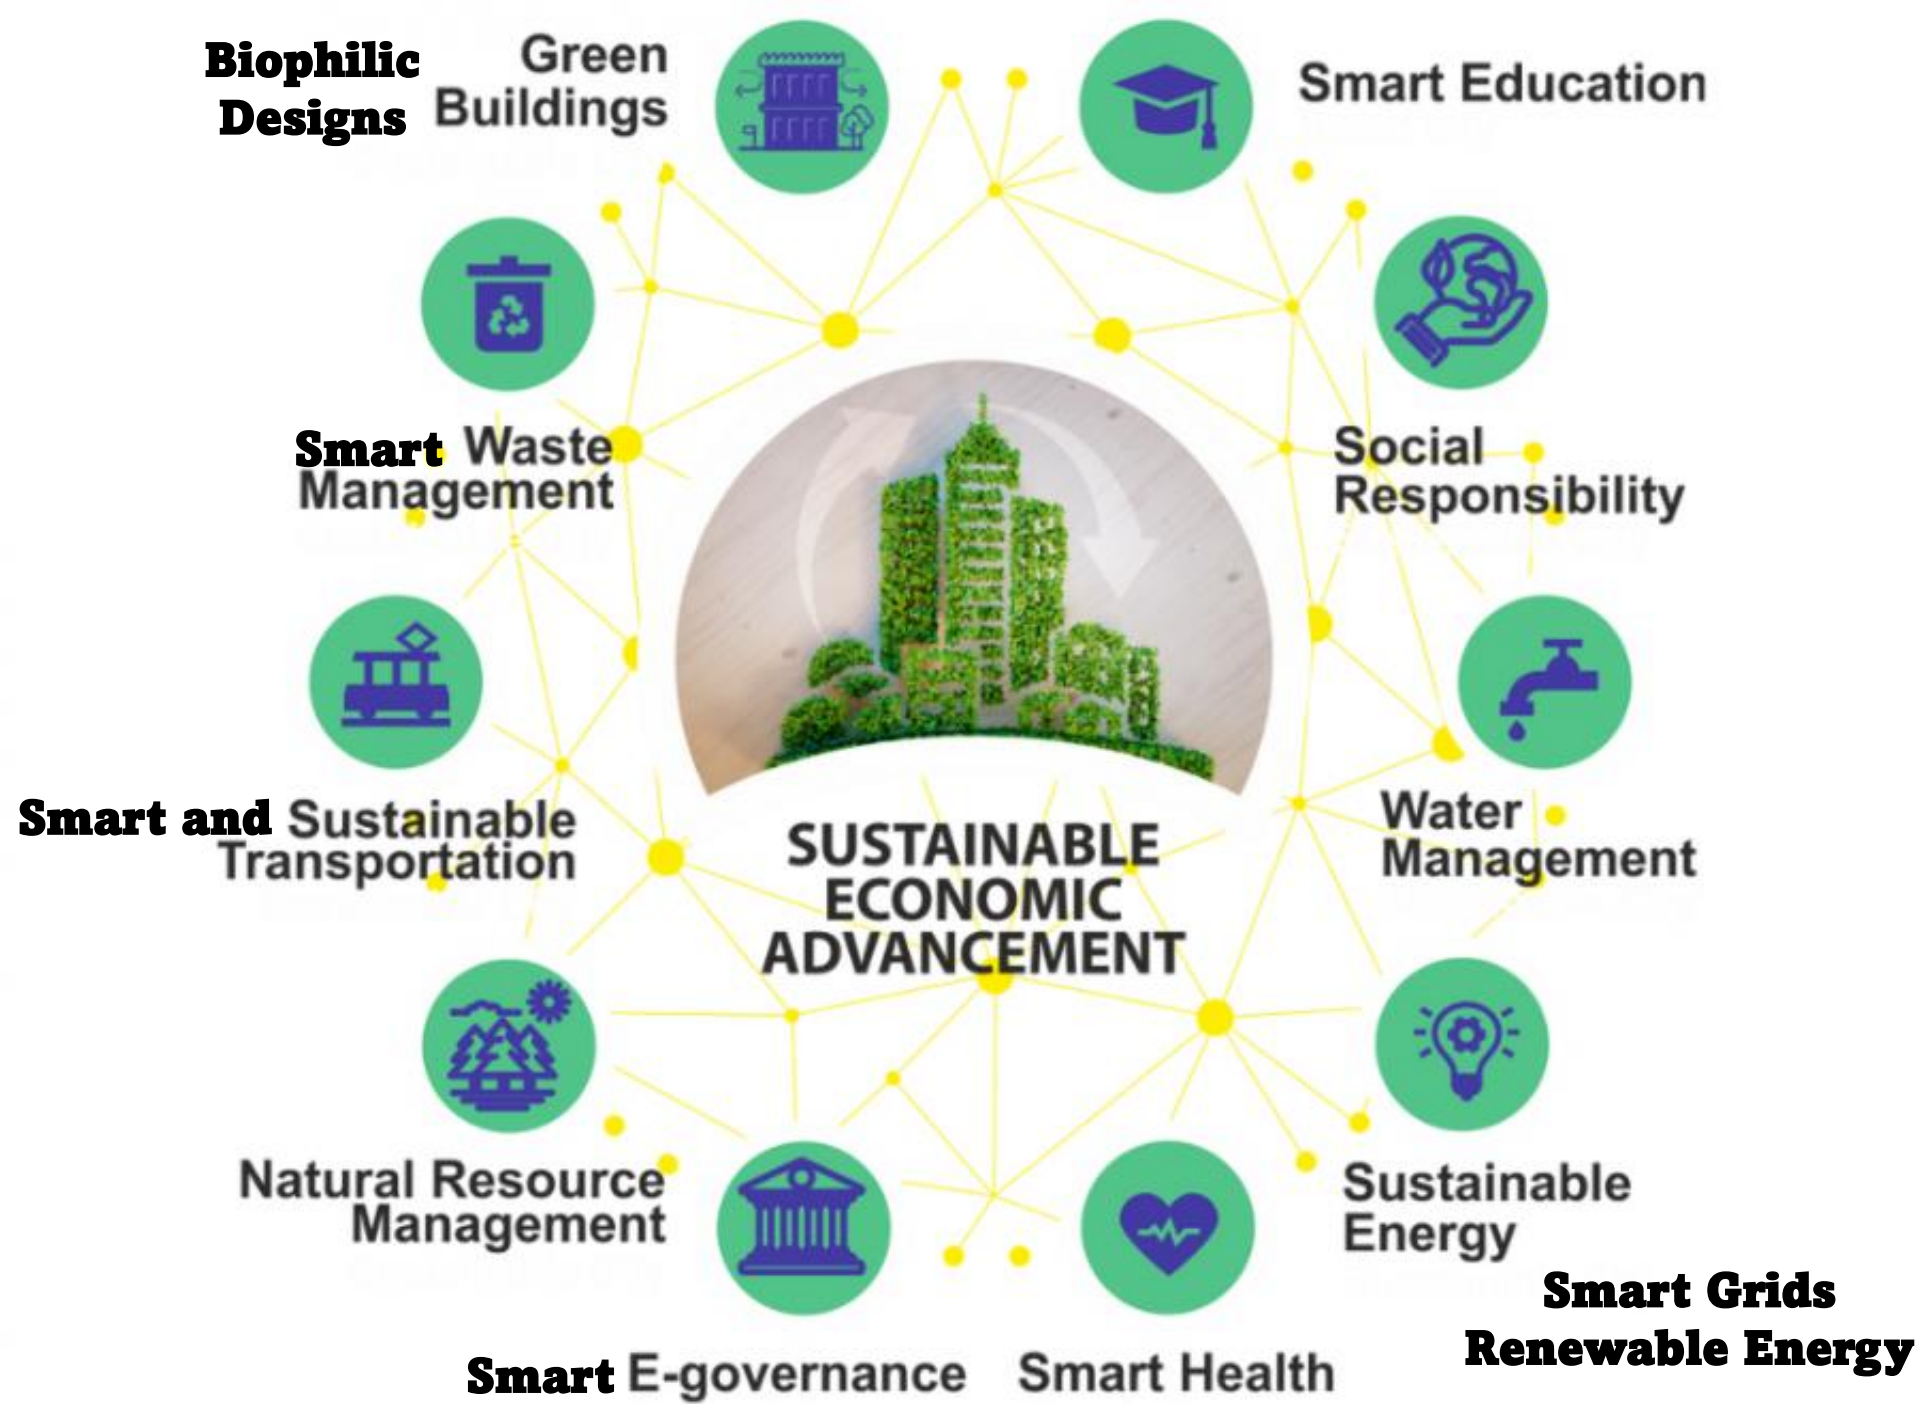 Biophilic
Designs
Green
Buildings
Smart Education
Smart Waste
Management
Social
Responsibility
Smart and Sustainable
Transportation
Water
Management
SUSTAINABLE
ECONOMIC
ADVANCEMENT
Natural Resource
Management
Sustainable
Energy
Smart Grids
Renewable Energy
Smart E-governance
Smart Health